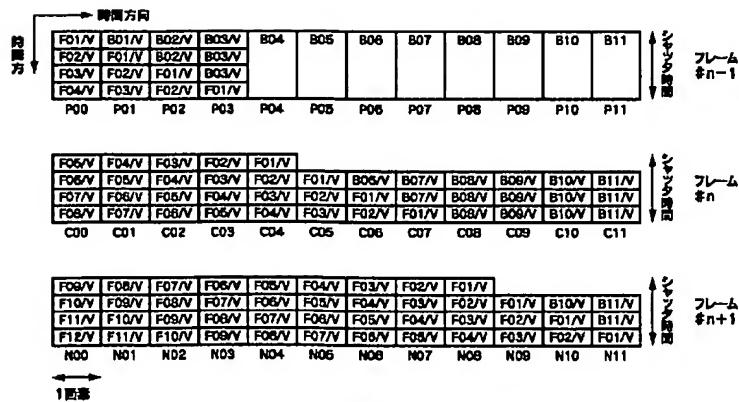 時間方向
時間方
F01/V B01/V B02/V B03/V B04 B05 B06 B07 B08 B09 B10 B11
F02/V F01/V B02/V B03/V
F03/V F02/V F01/V B03/V
F04/V F03/V F02/V F01/V
P00 P01 P02 P03 P04 P05 P06 P07 P08 P09 P10 P11
シャッタ時間
フレーム
#n-1
F05/V F04/V F03/V F02/V F01/V
F06/V F05/V F04/V F03/V F02/V F01/V B06/V B07/V B08/V B09/V B10/V B11/V
F07/V F06/V F05/V F04/V F03/V F02/V F01/V B07/V B08/V B09/V B10/V B11/V
F08/V F07/V F06/V F05/V F04/V F03/V F02/V F01/V B08/V B09/V B10/V B11/V
C00 C01 C02 C03 C04 C05 C06 C07 C08 C09 C10 C11
シャッタ時間
フレーム
#n
F09/V F08/V F07/V F06/V F05/V F04/V F03/V F02/V F01/V
F10/V F09/V F08/V F07/V F06/V F05/V F04/V F03/V F02/V F01/V B10/V B11/V
F11/V F10/V F09/V F08/V F07/V F06/V F05/V F04/V F03/V F02/V F01/V B11/V
F12/V F11/V F10/V F09/V F08/V F07/V F06/V F05/V F04/V F03/V F02/V F01/V
N00 N01 N02 N03 N04 N05 N06 N07 N08 N09 N10 N11
シャッタ時間
フレーム
#n+1
1画素